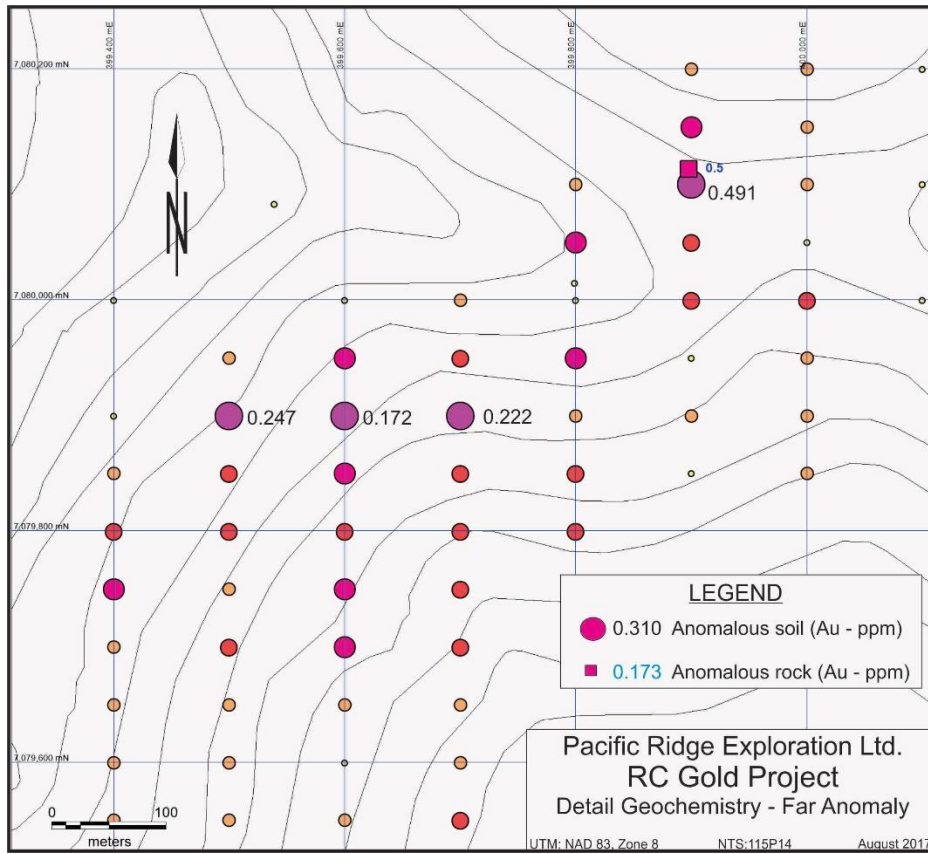 399,400 mE
399,600 mE
399,800 mE
7,080,200 mN
0.5
0.491
N
7,080,000 mN
0.247
0.172
0.222
7,079,800 mN
LEGEND
0.310 Anomalous soil (Au - ppm)
0.173 Anomalous rock (Au - ppm)
7,079,600 mN
Pacific Ridge Exploration Ltd.
RC Gold Project
Detail Geochemistry - Far Anomaly
0 100
meters
UTM: NAD 83, Zone 8 NTS:115P14 August 2017